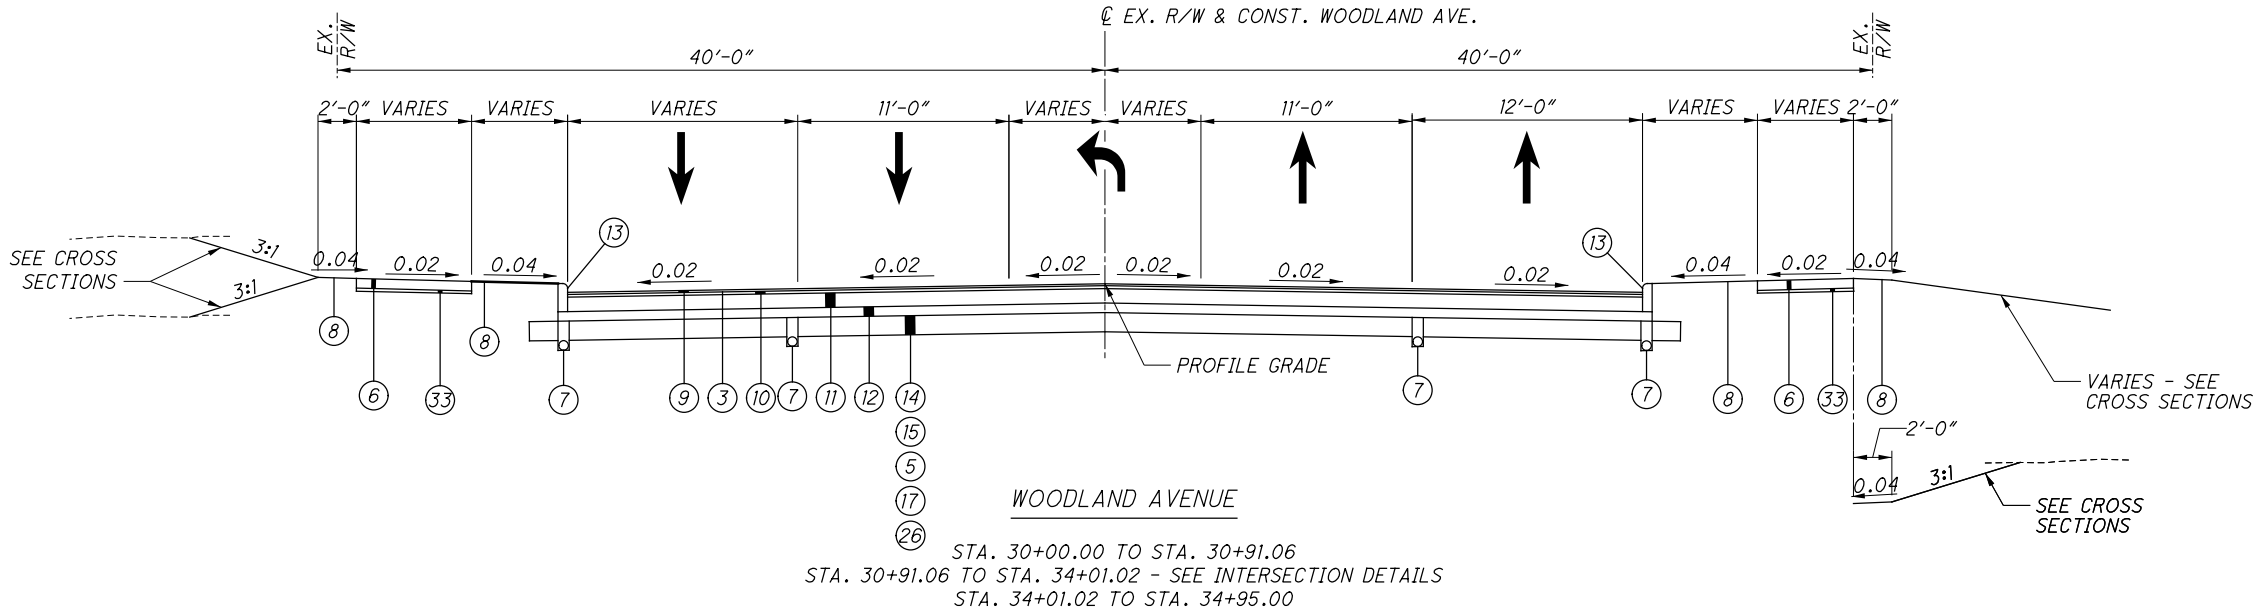 ℄ EX. R/W & CONST. WOODLAND AVE.
EX.
R/W
40'-0"
40'-0"
EX.
R/W
2'-0" VARIES VARIES VARIES 11'-0" VARIES VARIES 11'-0" 12'-0" VARIES VARIES 2'-0"
13
13
SEE CROSS
SECTIONS
3:1
3:1
0.04 0.02 0.04 0.02 0.02 0.02 0.02 0.02 0.02 0.04 0.02 0.04
8
8
PROFILE GRADE
6 33 7 9 3 10 7 11 12 14 7 7 8 6 33 8
15
5
17
26
VARIES - SEE
CROSS SECTIONS
2'-0"
0.04
3:1
SEE CROSS
SECTIONS
WOODLAND AVENUE
STA. 30+00.00 TO STA. 30+91.06
STA. 30+91.06 TO STA. 34+01.02 - SEE INTERSECTION DETAILS
STA. 34+01.02 TO STA. 34+95.00